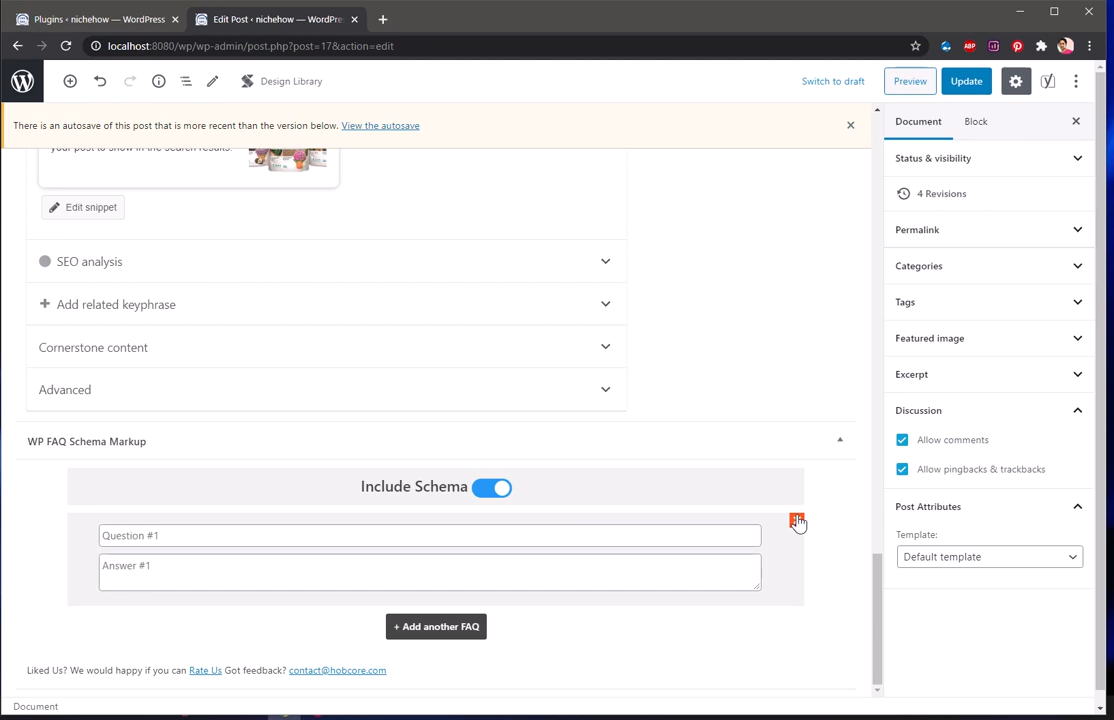 Plugins ‹ nichehow — WordPress
Edit Post ‹ nichehow — WordPre
localhost:8080/wp/wp-admin/post.php?post=17&action=edit
ABP
Design Library
Switch to draft
Preview
Update
There is an autosave of this post that is more recent than the version below. View the autosave
Document
Block
your post to show in the search results.
Edit snippet
SEO analysis
Add related keyphrase
Cornerstone content
Advanced
WP FAQ Schema Markup
Include Schema
Question #1
Answer #1
+ Add another FAQ
Liked Us? We would happy if you can Rate Us Got feedback? contact@hobcore.com
Status & visibility
4 Revisions
Permalink
Categories
Tags
Featured image
Excerpt
Discussion
Allow comments
Allow pingbacks & trackbacks
Post Attributes
Template:
Default template
Document